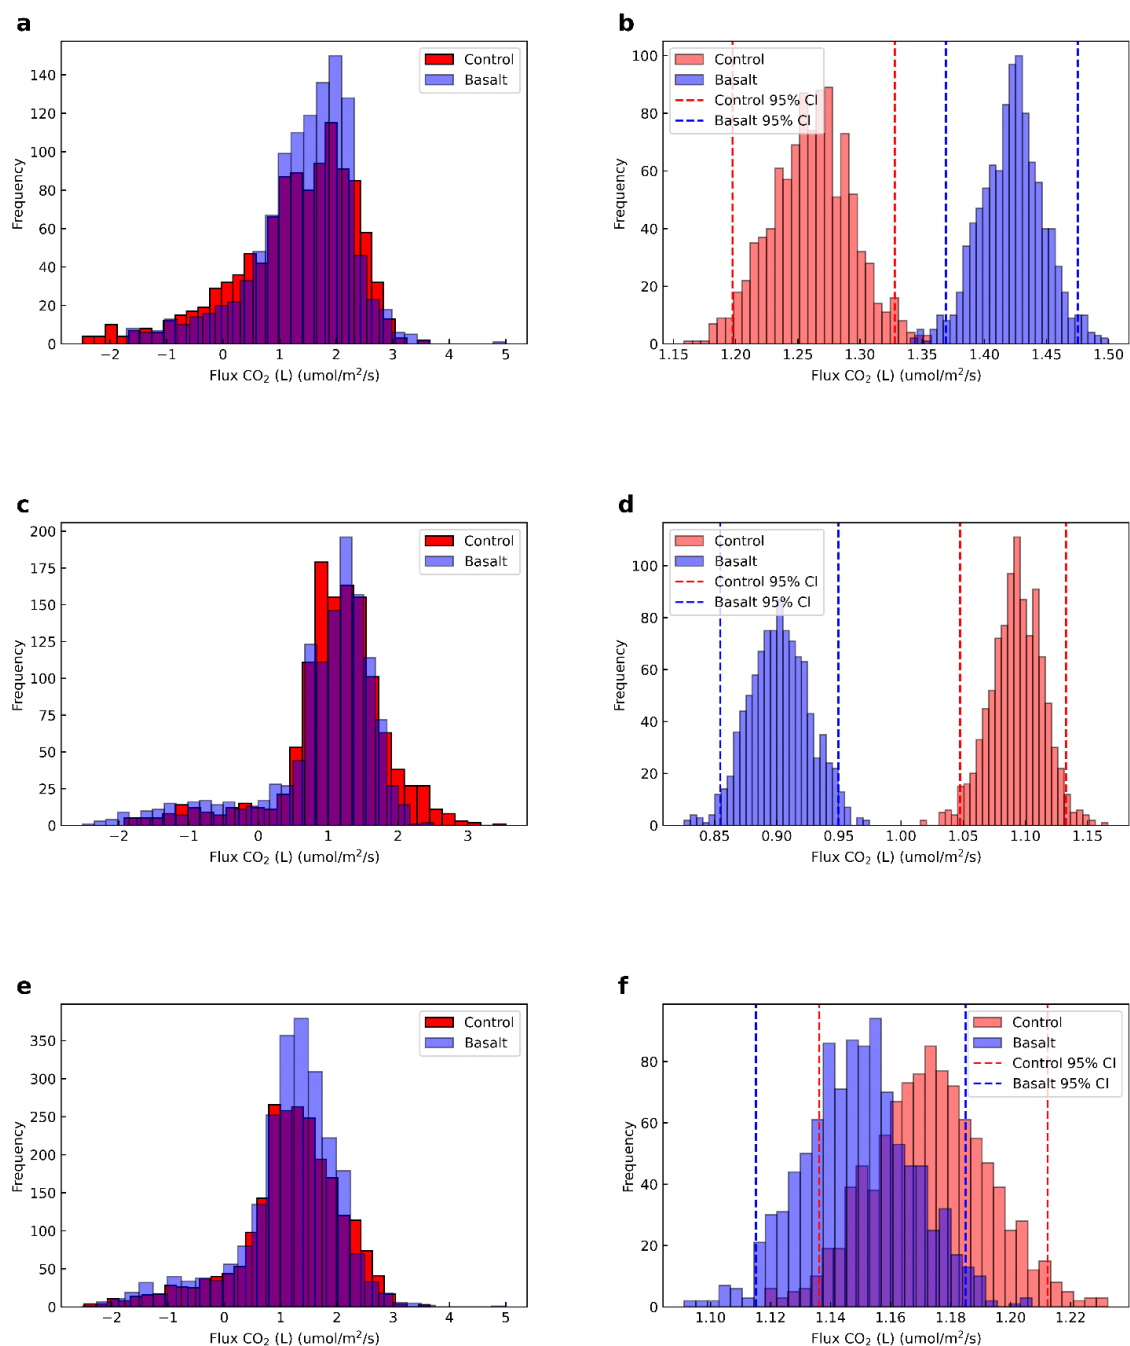 a
Control
Basalt
140
120
100
80
60
40
20
0
Frequency
−2
−1
0
1
2
3
4
5
Flux CO₂ (L) (umol/m²/s)
b
Control
Basalt
Control 95% CI
Basalt 95% CI
100
80
60
40
20
0
Frequency
1.15
1.20
1.25
1.30
1.35
1.40
1.45
1.50
Flux CO₂ (L) (umol/m²/s)
c
Control
Basalt
200
175
150
125
100
75
50
25
0
Frequency
−2
−1
0
1
2
3
Flux CO₂ (L) (umol/m²/s)
d
Control
Basalt
Control 95% CI
Basalt 95% CI
100
80
60
40
20
0
Frequency
0.85
0.90
0.95
1.00
1.05
1.10
1.15
Flux CO₂ (L) (umol/m²/s)
e
Control
Basalt
350
300
250
200
150
100
50
0
Frequency
−2
−1
0
1
2
3
4
5
Flux CO₂ (L) (umol/m²/s)
f
Control
Basalt
Control 95% CI
Basalt 95% CI
80
60
40
20
0
Frequency
1.10
1.12
1.14
1.16
1.18
1.20
1.22
Flux CO₂ (L) (umol/m²/s)